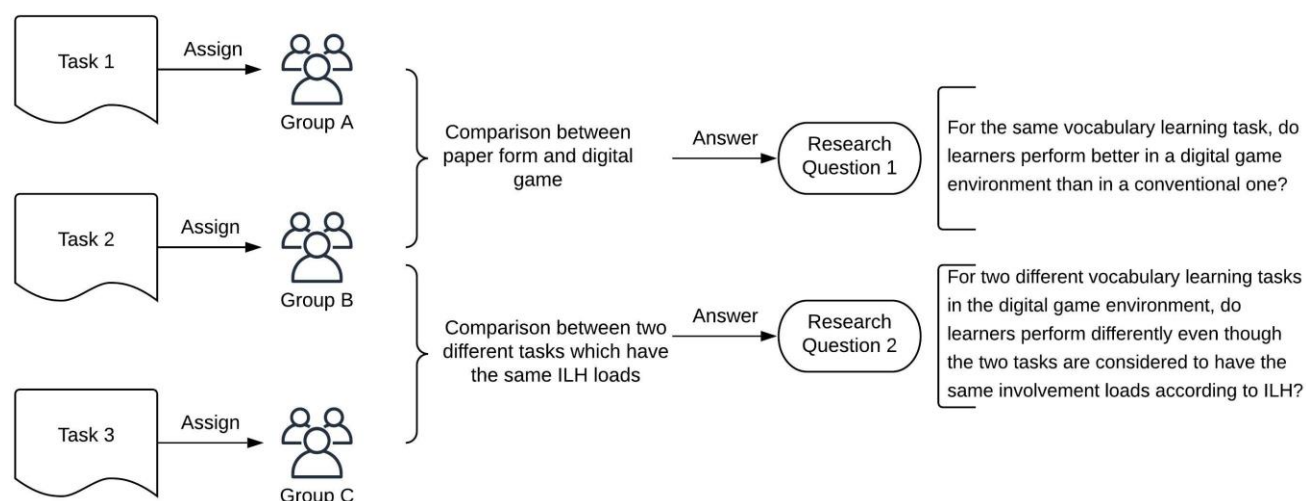 Task 1
Assign
Group A
Task 2
Assign
Group B
Task 3
Assign
Group C
Comparison between
paper form and digital
game
Answer
Research
Question 1
For the same vocabulary learning task, do
learners perform better in a digital game
environment than in a conventional one?
Comparison between two
different tasks which have
the same ILH loads
Answer
Research
Question 2
For two different vocabulary learning tasks
in the digital game environment, do
learners perform differently even though
the two tasks are considered to have the
same involvement loads according to ILH?